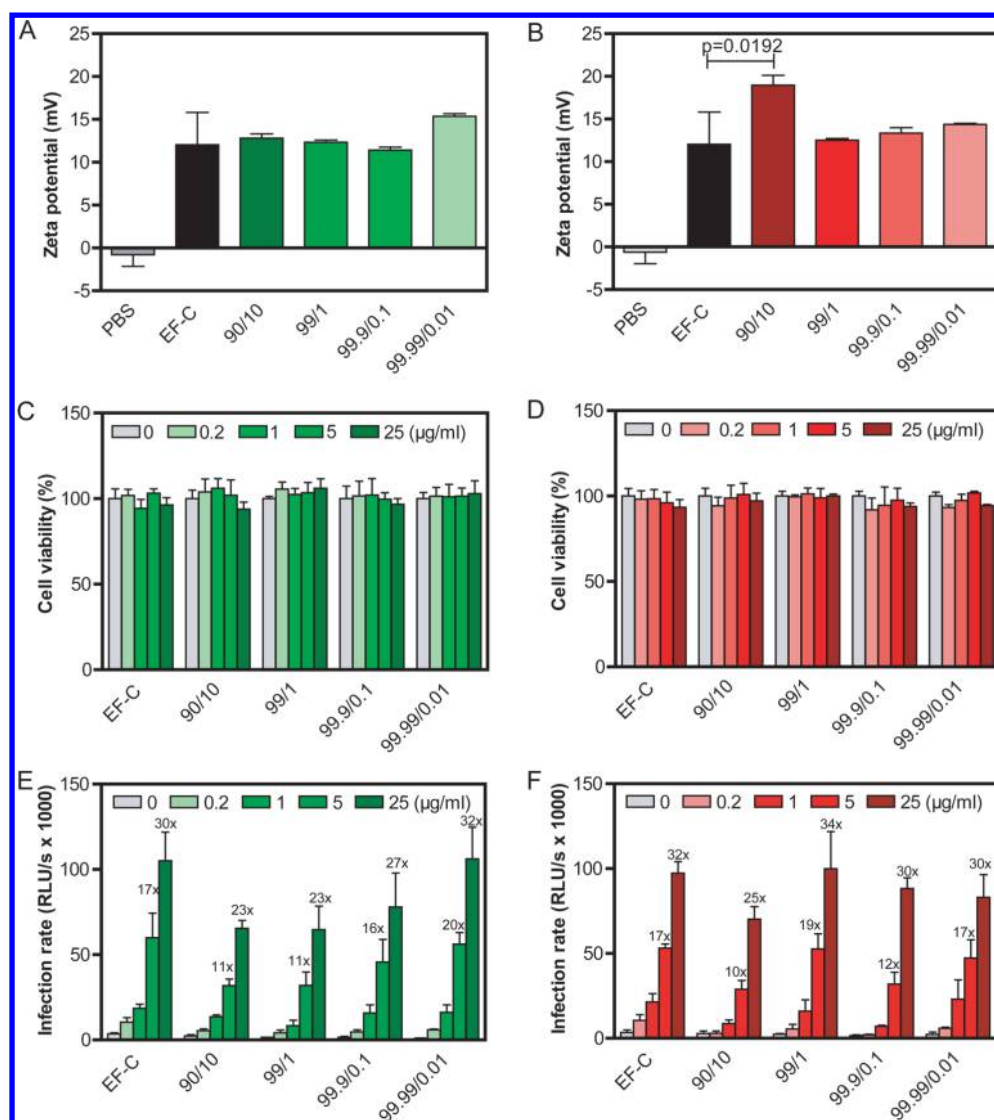 A
Zeta potential (mV)
25
20
15
10
5
0
-5
PBS
EF-C
90/10
99/1
99.9/0.1
99.99/0.01
B
Zeta potential (mV)
25
20
15
10
5
0
-5
p=0.0192
PBS
EF-C
90/10
99/1
99.9/0.1
99.99/0.01
C
Cell viability (%)
150
100
50
0
0 0.2 1 5 25 (μg/ml)
EF-C
90/10
99/1
99.9/0.1
99.99/0.01
D
Cell viability (%)
150
100
50
0
0 0.2 1 5 25 (μg/ml)
EF-C
90/10
99/1
99.9/0.1
99.99/0.01
E
Infection rate (RLU/s x 1000)
150
100
50
0
0 0.2 1 5 25 (μg/ml)
17x 30x
11x 23x
11x 23x
16x 27x
20x 32x
EF-C
90/10
99/1
99.9/0.1
99.99/0.01
F
Infection rate (RLU/s x 1000)
150
100
50
0
0 0.2 1 5 25 (μg/ml)
17x 32x
10x 25x
19x 34x
12x 30x
17x 30x
EF-C
90/10
99/1
99.9/0.1
99.99/0.01